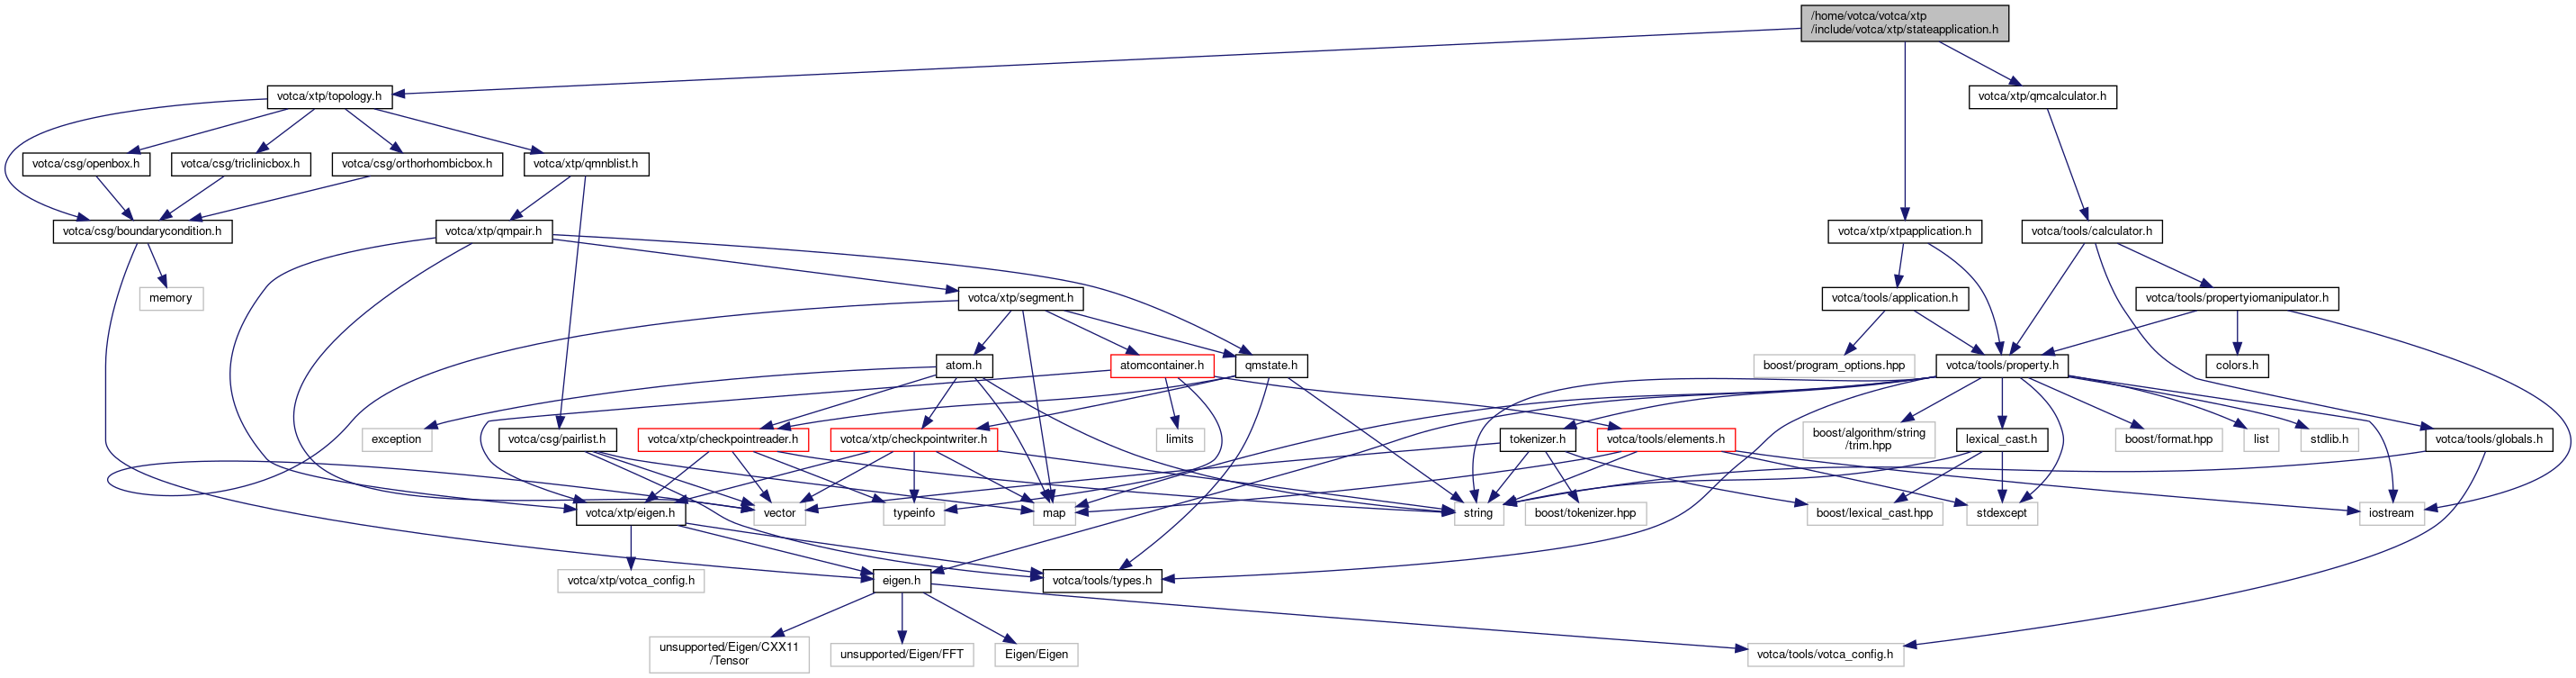 /home/votca/votca/xtp
/include/votca/xtp/stateapplication.h
votca/xtp/topology.h
votca/xtp/qmcalculator.h
votca/csg/openbox.h
votca/csg/triclinicbox.h
votca/csg/orthorhombicbox.h
votca/xtp/qmnblist.h
votca/csg/boundarycondition.h
votca/xtp/qmpair.h
votca/xtp/xtpapplication.h
votca/tools/calculator.h
memory
votca/xtp/segment.h
votca/tools/application.h
votca/tools/propertyiomanipulator.h
atom.h
atomcontainer.h
qmstate.h
boost/program_options.hpp
votca/tools/property.h
colors.h
exception
votca/csg/pairlist.h
votca/xtp/checkpointreader.h
votca/xtp/checkpointwriter.h
limits
tokenizer.h
votca/tools/elements.h
boost/algorithm/string
/trim.hpp
lexical_cast.h
boost/format.hpp
list
stdlib.h
votca/tools/globals.h
votca/xtp/eigen.h
vector
typeinfo
map
string
boost/tokenizer.hpp
boost/lexical_cast.hpp
stdexcept
iostream
votca/xtp/votca_config.h
eigen.h
votca/tools/types.h
unsupported/Eigen/CXX11
/Tensor
unsupported/Eigen/FFT
Eigen/Eigen
votca/tools/votca_config.h